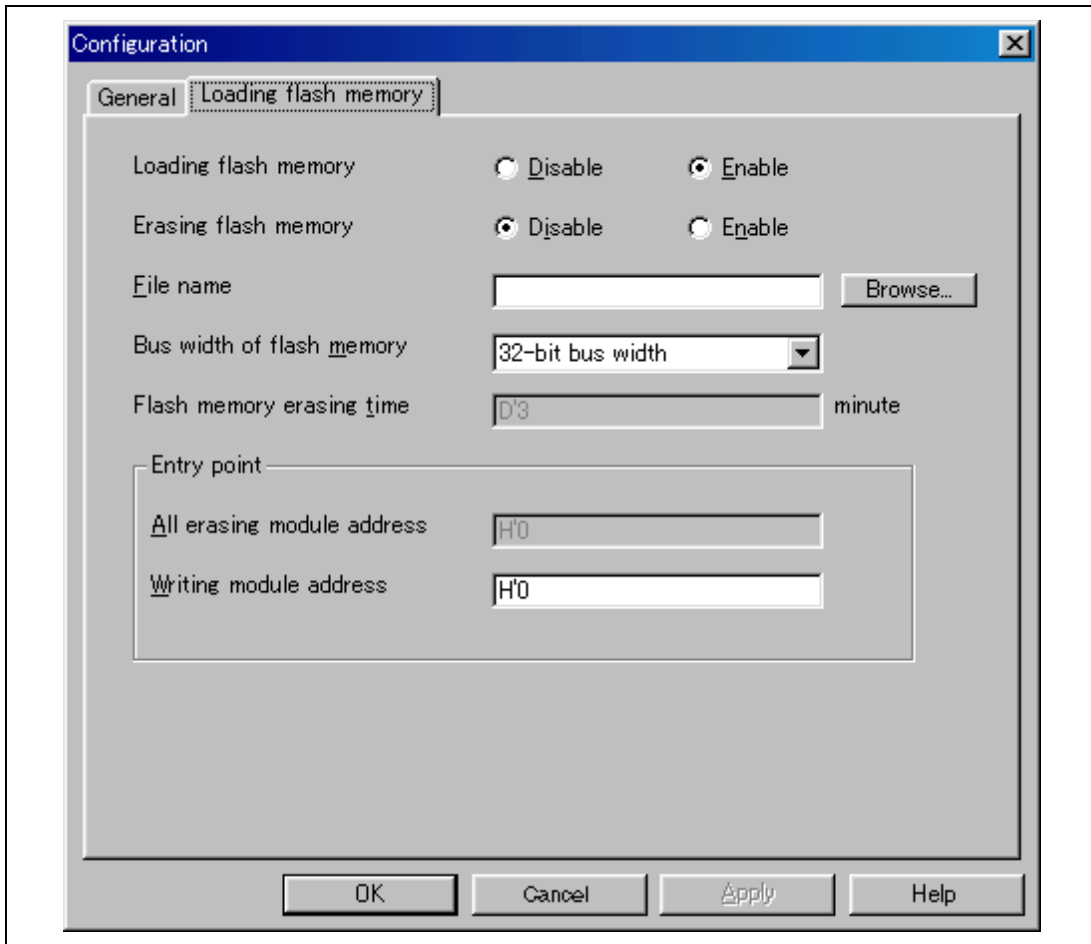 Configuration
General Loading flash memory
Loading flash memory Disable Enable
Erasing flash memory Disable Enable
File name Browse...
Bus width of flash memory 32-bit bus width
Flash memory erasing time D'3 minute
Entry point
All erasing module address H'0
Writing module address H'0
OK Cancel Apply Help